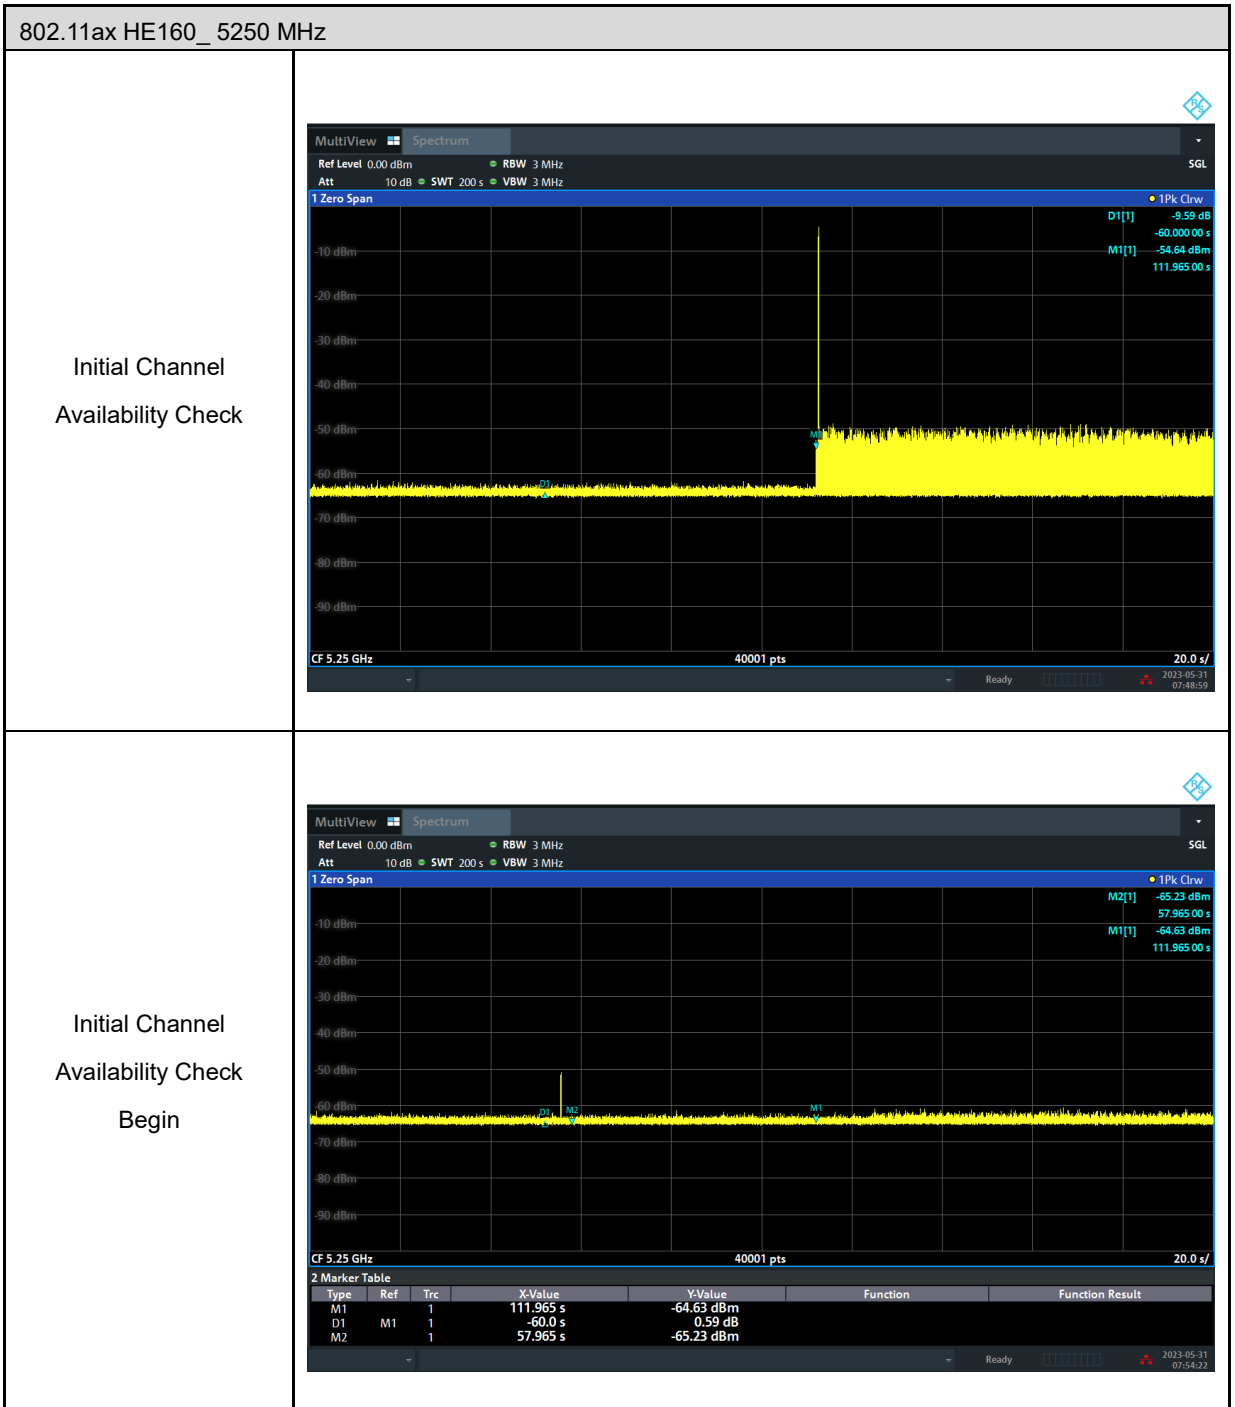 802.11ax HE160_ 5250 MHz
Initial Channel
Availability Check
R S
MultiView Spectrum
Ref Level 0.00 dBm RBW 3 MHz SGL
Att 10 dB SWT 200 s VBW 3 MHz
1 Zero Span 1Pk Clrw
D1[1] -9.59 dB
-60.000 00 s
M1[1] -54.64 dBm
111.965 00 s
-10 dBm
-20 dBm
-30 dBm
-40 dBm
-50 dBm
M1
-60 dBm
D1
-70 dBm
-80 dBm
-90 dBm
CF 5.25 GHz 40001 pts 20.0 s/
Ready 2023-05-31
07:48:59
Initial Channel
Availability Check
Begin
R S
MultiView Spectrum
Ref Level 0.00 dBm RBW 3 MHz SGL
Att 10 dB SWT 200 s VBW 3 MHz
1 Zero Span 1Pk Clrw
M2[1] -65.23 dBm
57.965 00 s
M1[1] -64.63 dBm
111.965 00 s
-10 dBm
-20 dBm
-30 dBm
-40 dBm
-50 dBm
-60 dBm
D1 M2 M1
-70 dBm
-80 dBm
-90 dBm
CF 5.25 GHz 40001 pts 20.0 s/
2 Marker Table
Type Ref Trc X-Value Y-Value Function Function Result
M1 1 111.965 s -64.63 dBm
D1 M1 1 -60.0 s 0.59 dB
M2 1 57.965 s -65.23 dBm
Ready 2023-05-31
07:54:22